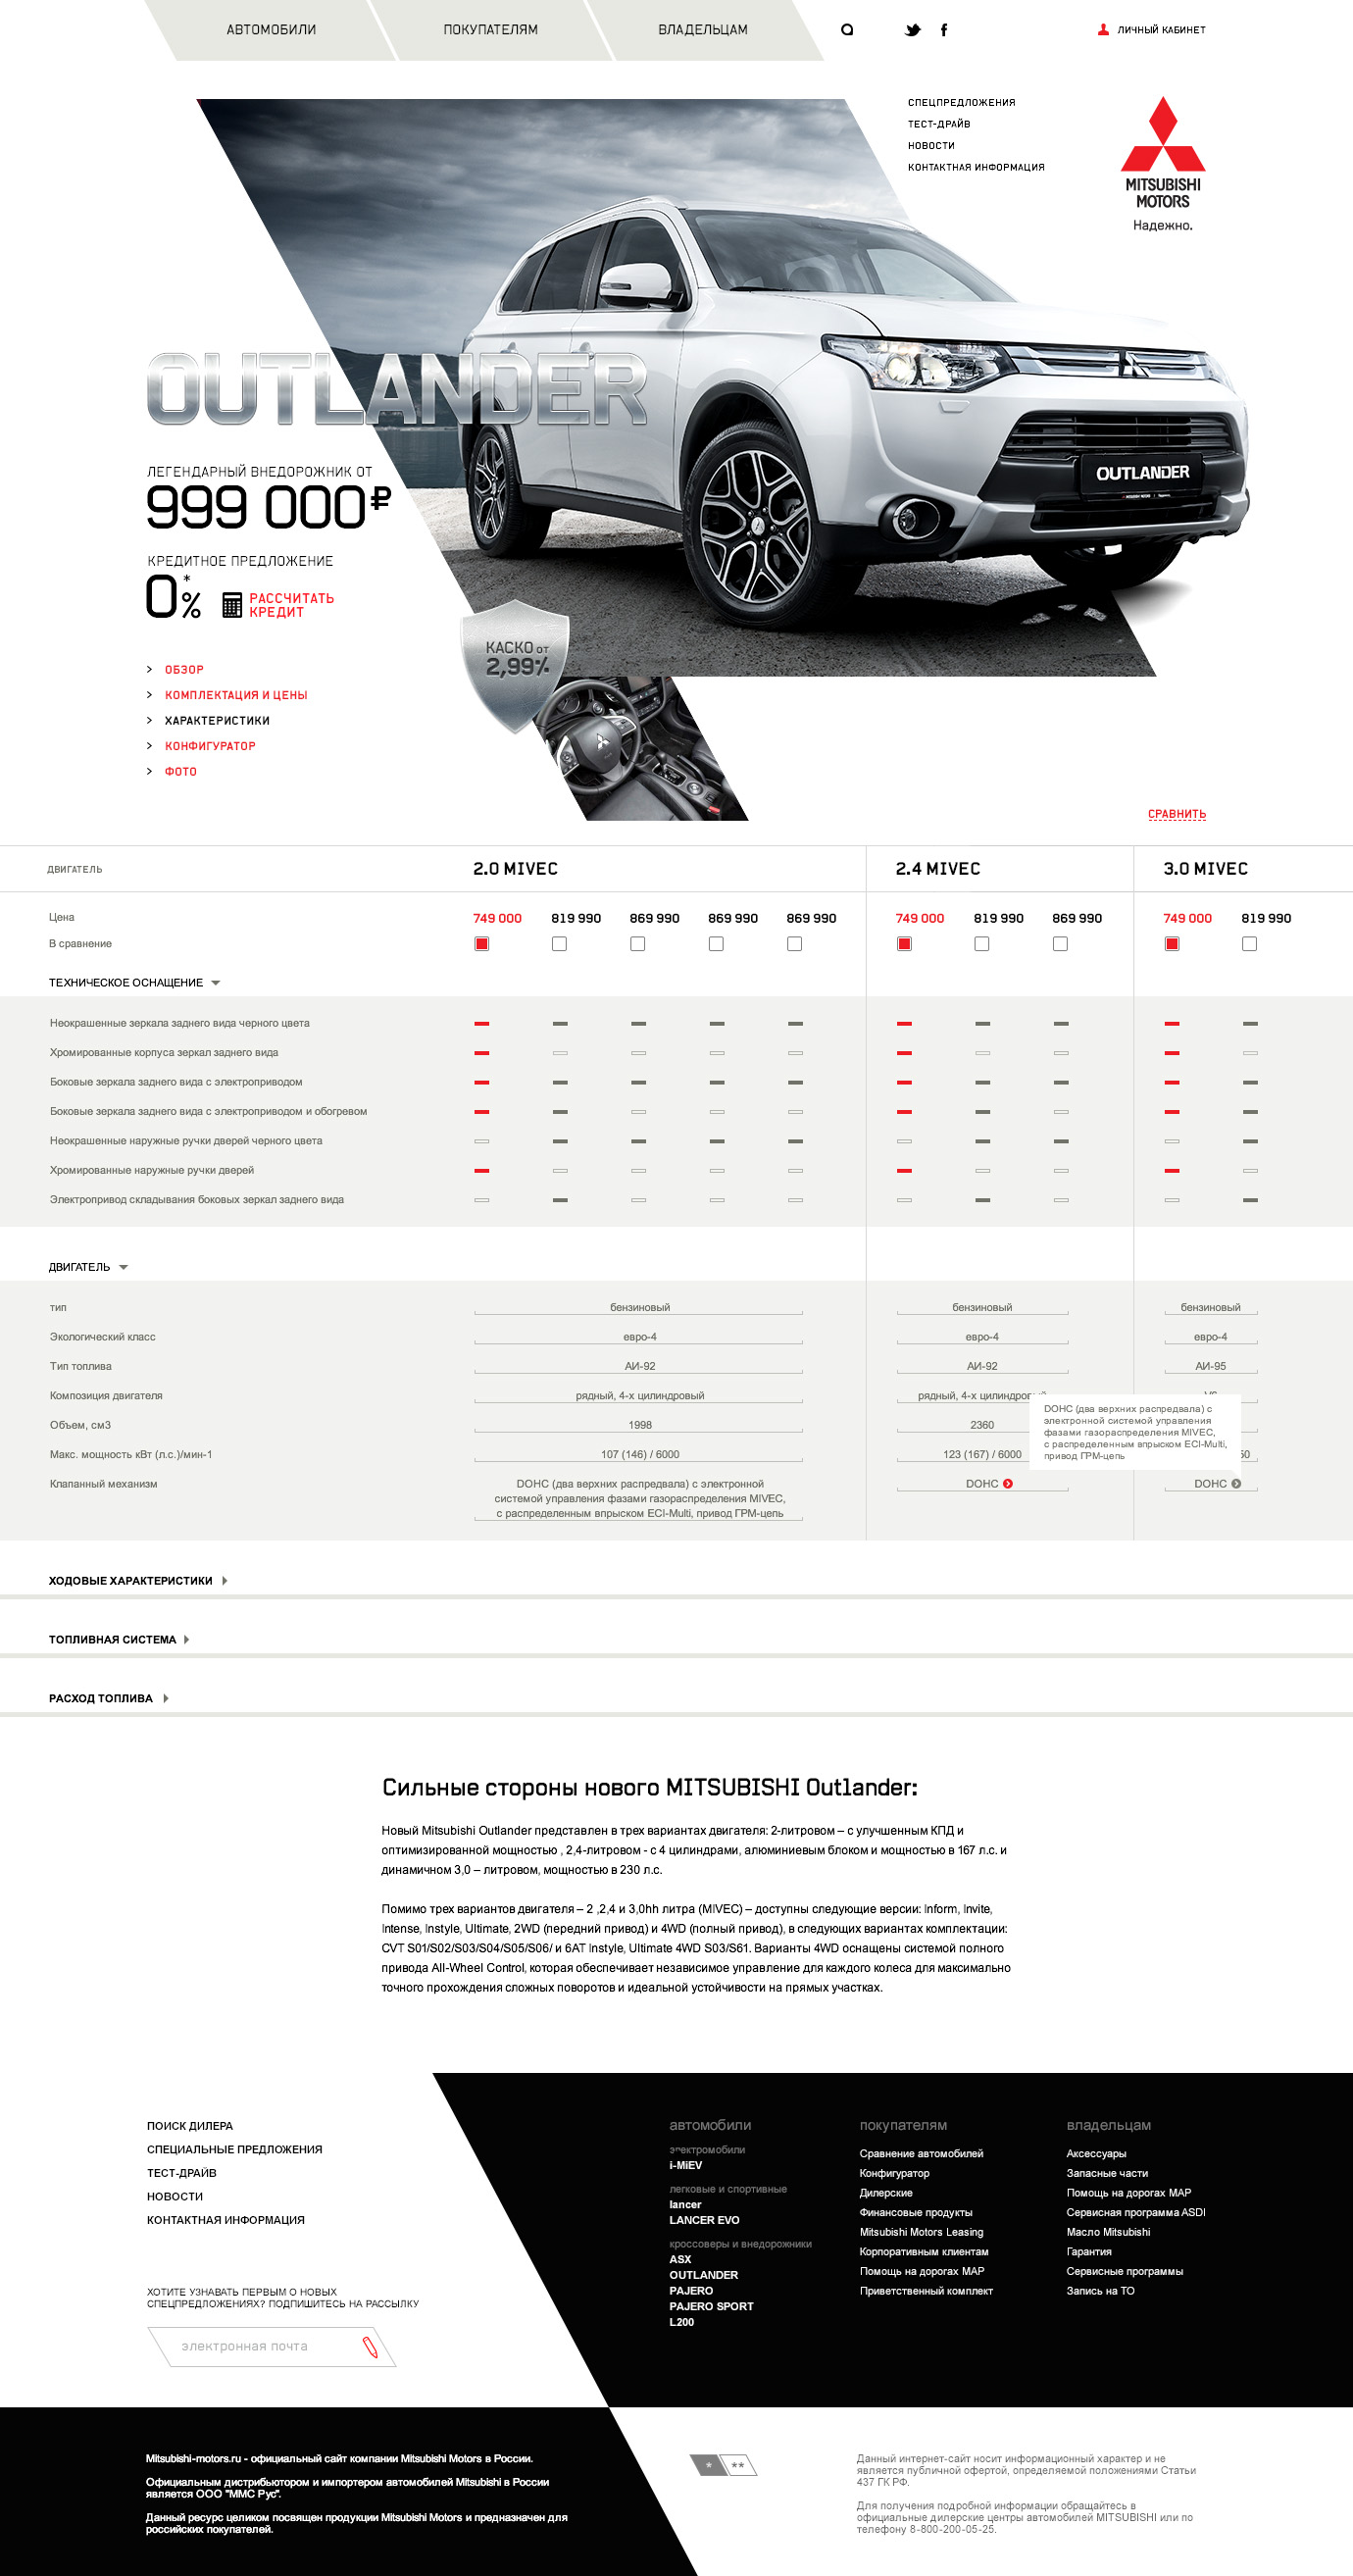 АВТОМОБИЛИ
ПОКУПАТЕЛЯМ
ВЛАДЕЛЬЦАМ
ЛИЧНЫЙ КАБИНЕТ
СПЕЦПРЕДЛОЖЕНИЯ
ТЕСТ-ДРАЙВ
НОВОСТИ
КОНТАКТНАЯ ИНФОРМАЦИЯ
MITSUBISHI
MOTORS
Надежно.
OUTLANDER
OUTLANDER
ЛЕГЕНДАРНЫЙ ВНЕДОРОЖНИК ОТ
999 000 ₽
КРЕДИТНОЕ ПРЕДЛОЖЕНИЕ
0%*
РАССЧИТАТЬ
КРЕДИТ
КАСКО от
2,99%
ОБЗОР
КОМПЛЕКТАЦИЯ И ЦЕНЫ
ХАРАКТЕРИСТИКИ
КОНФИГУРАТОР
ФОТО
СРАВНИТЬ
ДВИГАТЕЛЬ 2.0 MIVEC 2.4 MIVEC 3.0 MIVEC
Цена 749 000 819 990 869 990 869 990 869 990 749 000 819 990 869 990 749 000 819 990
В сравнение
ТЕХНИЧЕСКОЕ ОСНАЩЕНИЕ
Неокрашенные зеркала заднего вида черного цвета
Хромированные корпуса зеркал заднего вида
Боковые зеркала заднего вида с электроприводом
Боковые зеркала заднего вида с электроприводом и обогревом
Неокрашенные наружные ручки дверей черного цвета
Хромированные наружные ручки дверей
Электропривод складывания боковых зеркал заднего вида
ДВИГАТЕЛЬ
тип бензиновый бензиновый бензиновый
Экологический класс евро-4 евро-4 евро-4
Тип топлива АИ-92 АИ-92 АИ-95
Композиция двигателя рядный, 4-х цилиндровый рядный, 4-х цилиндровый
Объем, см3 1998 2360
Макс. мощность кВт (л.с.)/мин-1 107 (146) / 6000 123 (167) / 6000
DOHC (два верхних распредвала) с
электронной системой управления
фазами газораспределения MIVEC,
с распределенным впрыском ECI-Multi,
привод ГРМ-цепь
Клапанный механизм DOHC (два верхних распредвала) с электронной
системой управления фазами газораспределения MIVEC,
с распределенным впрыском ECI-Multi, привод ГРМ-цепь
DOHC DOHC
ХОДОВЫЕ ХАРАКТЕРИСТИКИ
ТОПЛИВНАЯ СИСТЕМА
РАСХОД ТОПЛИВА
Сильные стороны нового MITSUBISHI Outlander:
Новый Mitsubishi Outlander представлен в трех вариантах двигателя: 2-литровом – с улучшенным КПД и
оптимизированной мощностью , 2,4-литровом - с 4 цилиндрами, алюминиевым блоком и мощностью в 167 л.с. и
динамичном 3,0 – литровом, мощностью в 230 л.с.
Помимо трех вариантов двигателя – 2 ,2,4 и 3,0hh литра (MIVEC) – доступны следующие версии: Inform, Invite,
Intense, Instyle, Ultimate, 2WD (передний привод) и 4WD (полный привод), в следующих вариантах комплектации:
CVT S01/S02/S03/S04/S05/S06/ и 6AT Instyle, Ultimate 4WD S03/S61. Варианты 4WD оснащены системой полного
привода All-Wheel Control, которая обеспечивает независимое управление для каждого колеса для максимально
точного прохождения сложных поворотов и идеальной устойчивости на прямых участках.
ПОИСК ДИЛЕРА
СПЕЦИАЛЬНЫЕ ПРЕДЛОЖЕНИЯ
ТЕСТ-ДРАЙВ
НОВОСТИ
КОНТАКТНАЯ ИНФОРМАЦИЯ
ХОТИТЕ УЗНАВАТЬ ПЕРВЫМ О НОВЫХ
СПЕЦПРЕДЛОЖЕНИЯХ? ПОДПИШИТЕСЬ НА РАССЫЛКУ
электронная почта
автомобили
электромобили
i-MiEV
легковые и спортивные
lancer
LANCER EVO
кроссоверы и внедорожники
ASX
OUTLANDER
PAJERO
PAJERO SPORT
L200
покупателям
Сравнение автомобилей
Конфигуратор
Дилерские
Финансовые продукты
Mitsubishi Motors Leasing
Корпоративным клиентам
Помощь на дорогах MAP
Приветственный комплект
владельцам
Аксессуары
Запасные части
Помощь на дорогах MAP
Сервисная программа ASDI
Масло Mitsubishi
Гарантия
Сервисные программы
Запись на ТО
Mitsubishi-motors.ru - официальный сайт компании Mitsubishi Motors в России.
Официальным дистрибьютором и импортером автомобилей Mitsubishi в России
является ООО "ММС Рус".
Данный ресурс целиком посвящен продукции Mitsubishi Motors и предназначен для
российских покупателей.
* **
Данный интернет-сайт носит информационный характер и не
является публичной офертой, определяемой положениями Статьи
437 ГК РФ.
Для получения подробной информации обращайтесь в
официальные дилерские центры автомобилей MITSUBISHI или по
телефону 8-800-200-05-25.